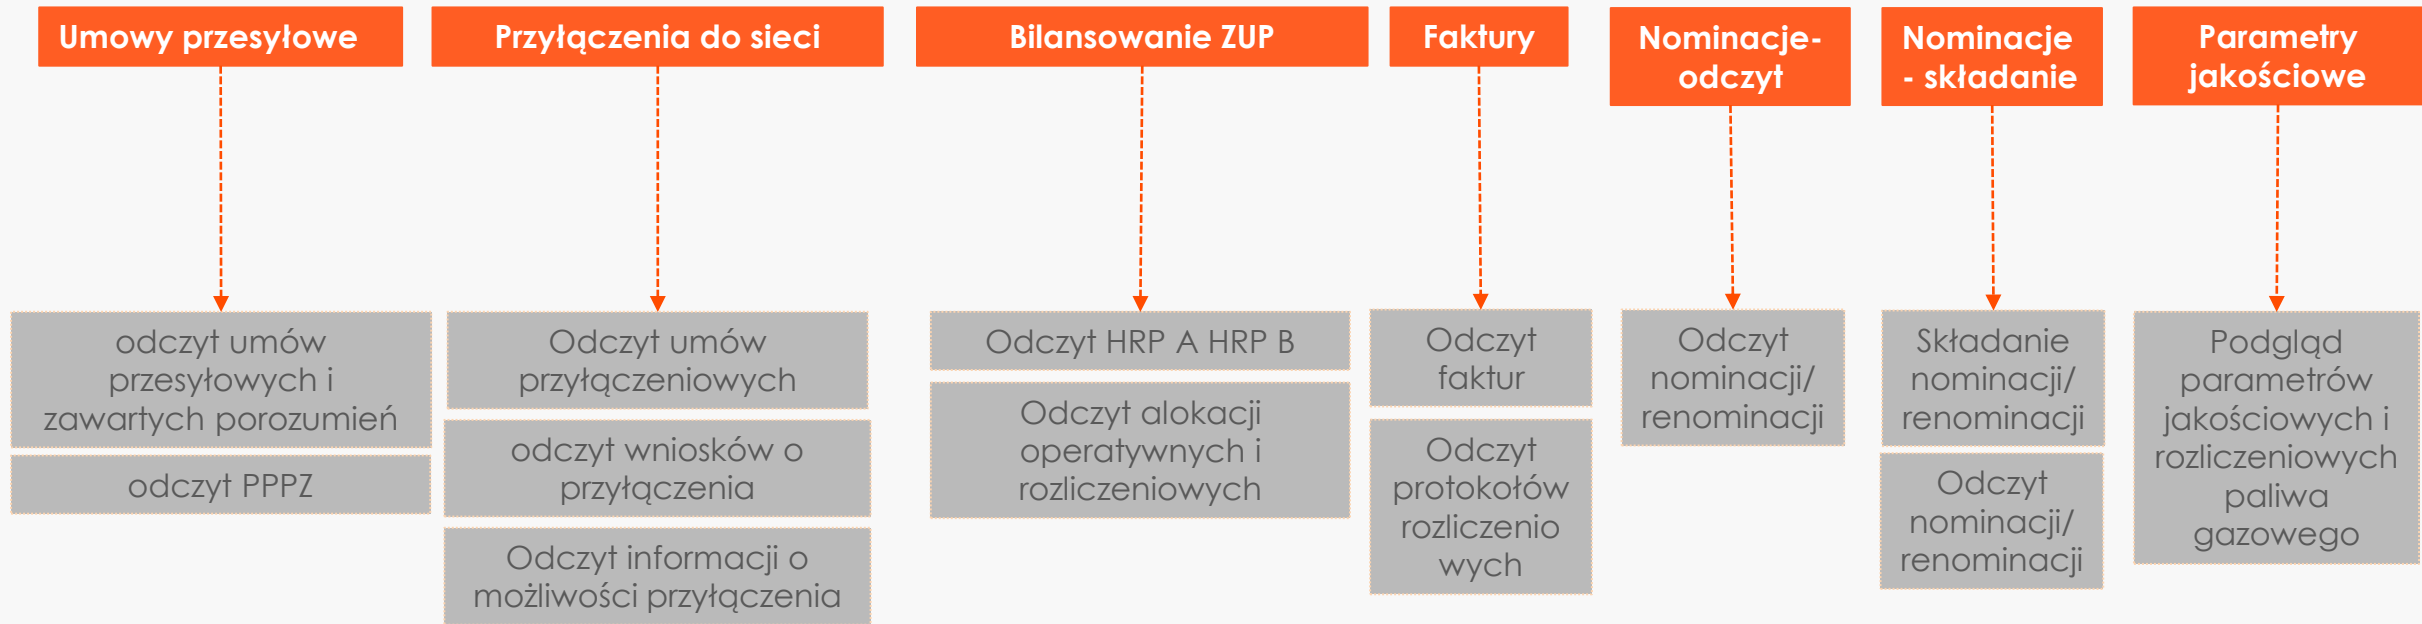 Umowy przesyłowe
Przyłączenia do sieci
Bilansowanie ZUP
Faktury
Nominacje-
odczyt
Nominacje
- składanie
Parametry
jakościowe
odczyt umów
przesyłowych i
zawartych porozumień
odczyt PPPZ
Odczyt umów
przyłączeniowych
odczyt wniosków o
przyłączenia
Odczyt informacji o
możliwości przyłączenia
Odczyt HRP A HRP B
Odczyt alokacji
operatywnych i
rozliczeniowych
Odczyt
faktur
Odczyt
protokołów
rozliczenio
wych
Odczyt
nominacji/
renominacji
Składanie
nominacji/
renominacji
Odczyt
nominacji/
renominacji
Podgląd
parametrów
jakościowych i
rozliczeniowych
paliwa
gazowego